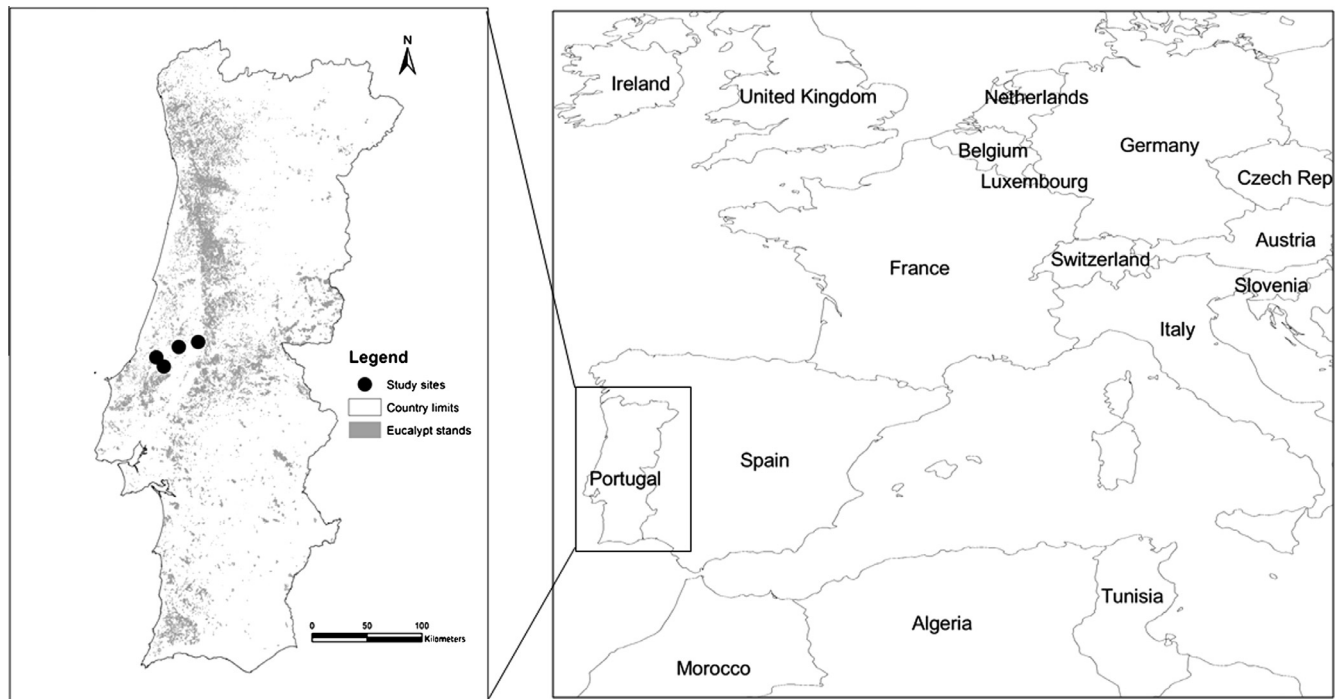 N
Legend
Study sites
Country limits
Eucalypt stands
0 50 100
Kilometers
Ireland
United Kingdom
Netherlands
Belgium
Germany
Luxembourg
Czech Rep
Austria
France
Switzerland
Slovenia
Italy
Spain
Portugal
Tunisia
Algeria
Morocco